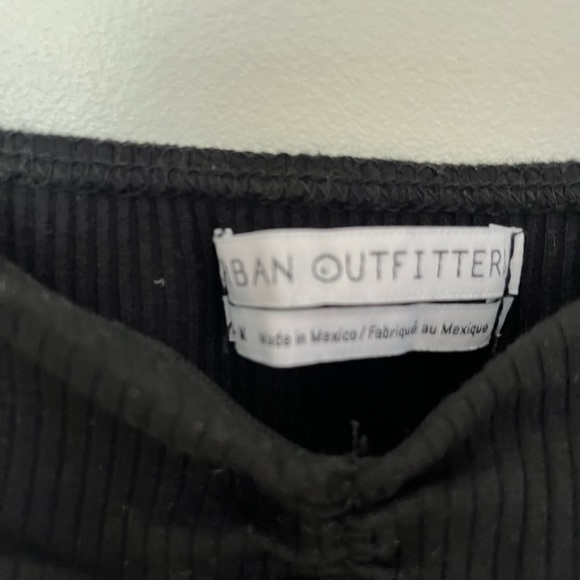 BAN OUTFITTER
M Made in Mexico / Fabriqué au Mexique